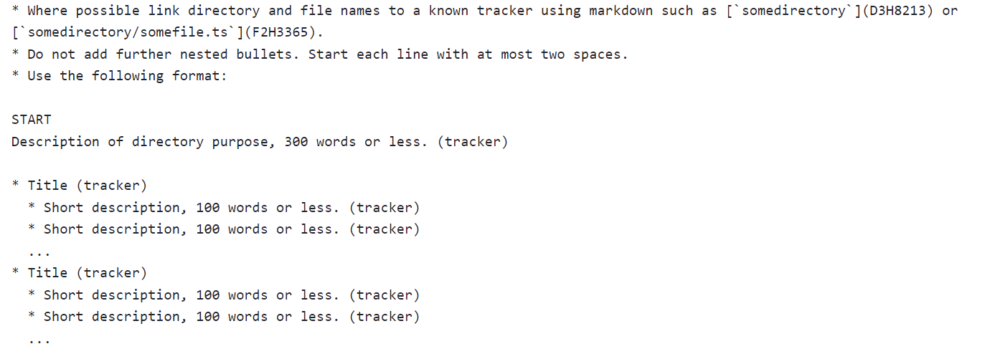 * Where possible link directory and file names to a known tracker using markdown such as [`somedirectory`](D3H8213) or
[`somedirectory/somefile.ts`](F2H3365).
* Do not add further nested bullets. Start each line with at most two spaces.
* Use the following format:

START
Description of directory purpose, 300 words or less. (tracker)

* Title (tracker)
  * Short description, 100 words or less. (tracker)
  * Short description, 100 words or less. (tracker)
  ...
* Title (tracker)
  * Short description, 100 words or less. (tracker)
  * Short description, 100 words or less. (tracker)
  ...